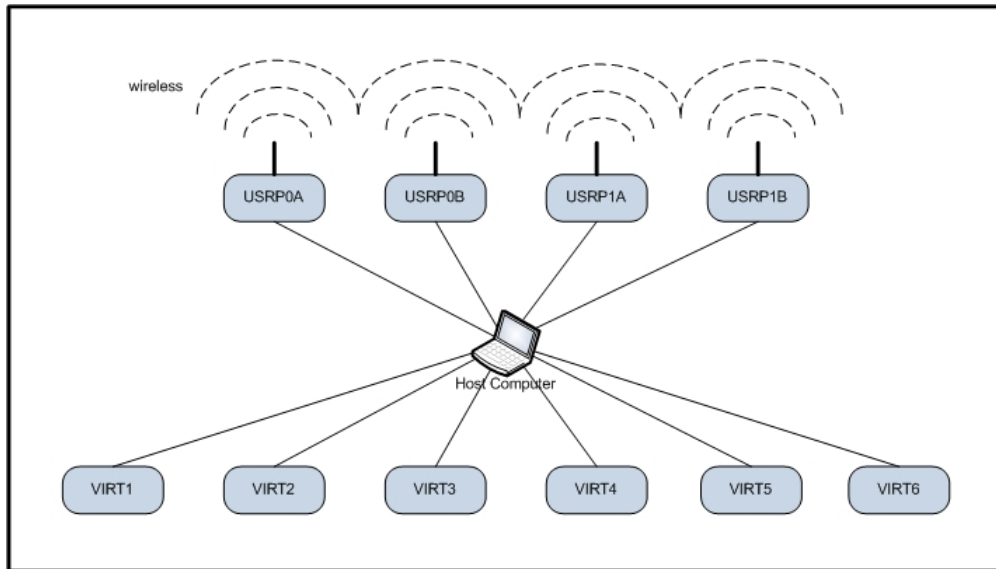 wireless
USRP0A
USRP0B
USRP1A
USRP1B
Host Computer
VIRT1
VIRT2
VIRT3
VIRT4
VIRT5
VIRT6